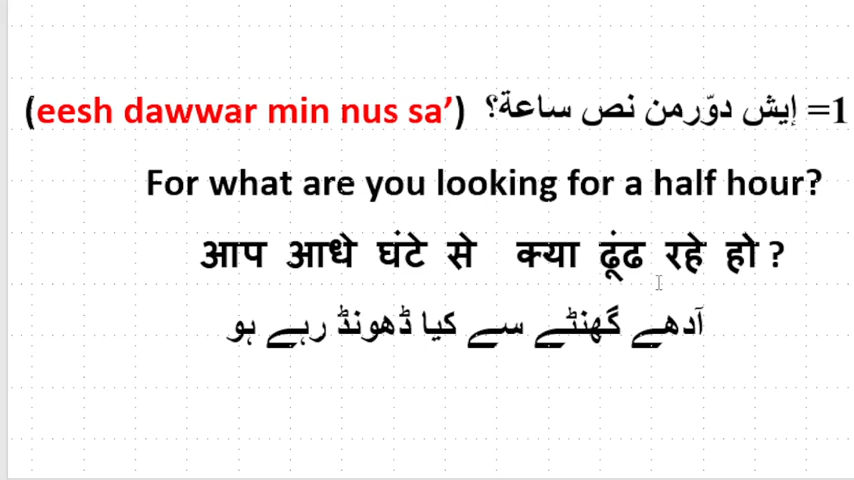 1= إيش دوّرمن نص ساعة؟ (eesh dawwar min nus sa’)
For what are you looking for a half hour?
आप आधे घंटे से क्या ढूंढ रहे हो ?
آدھے گھنٹے سے کیا ڈھونڈ رہے ہو